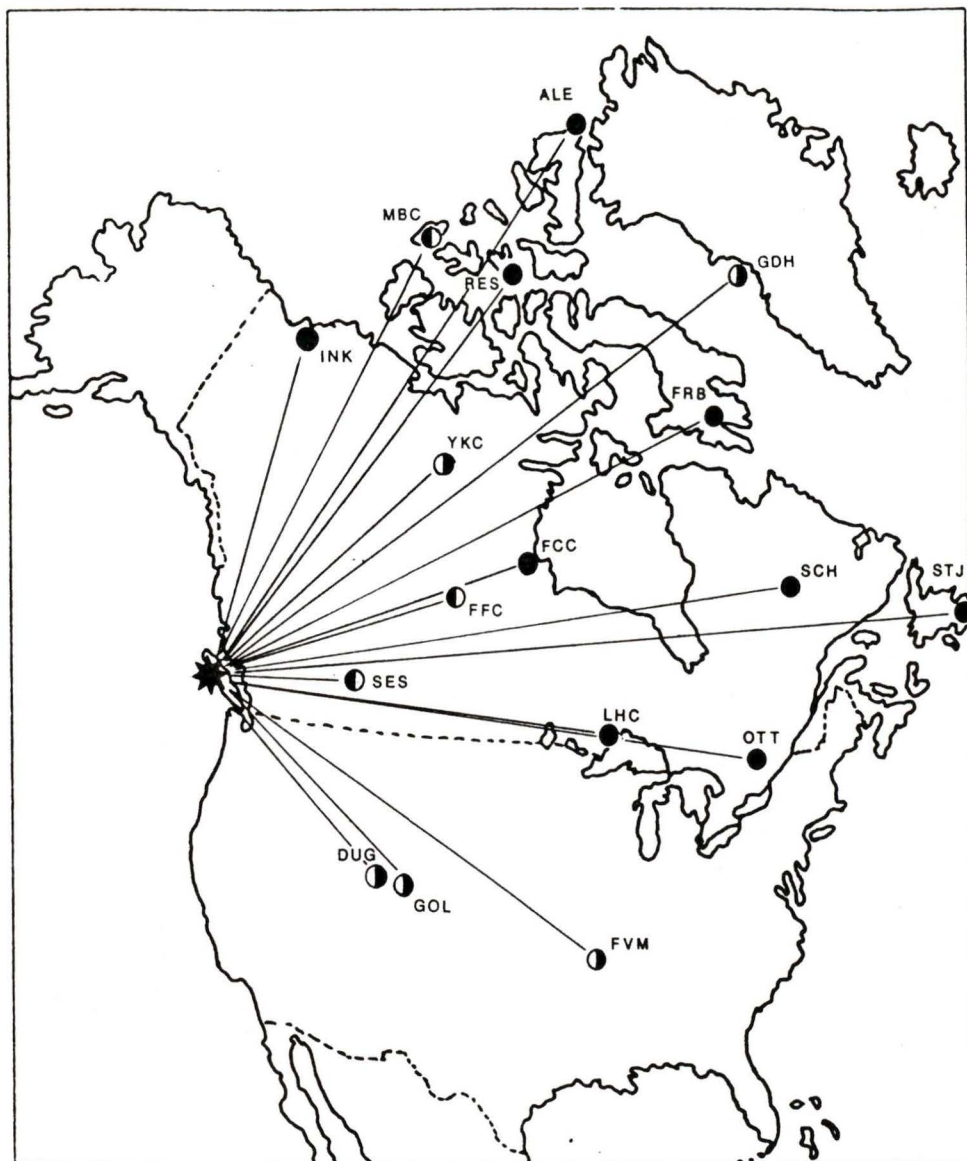 ALE
MBC
GDH
RES
INK
FRB
YKC
FCC
SCH
STJ
FFC
SES
LHC
OTT
DUG
GOL
FVM